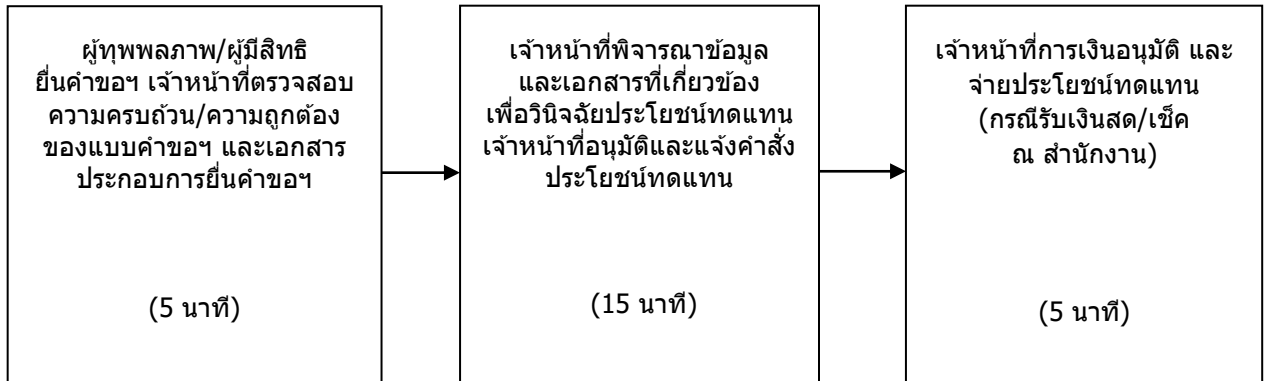 ผู้ทุพพลภาพ/ผู้มีสิทธิ
ยื่นคำขอฯ เจ้าหน้าที่ตรวจสอบ
ความครบถ้วน/ความถูกต้อง
ของแบบคำขอฯ และเอกสาร
ประกอบการยื่นคำขอฯ
(5 นาที)
เจ้าหน้าที่พิจารณาข้อมูล
และเอกสารที่เกี่ยวข้อง
เพื่อวินิจฉัยประโยชน์ทดแทน
เจ้าหน้าที่อนุมัติและแจ้งคำสั่ง
ประโยชน์ทดแทน
(15 นาที)
เจ้าหน้าที่การเงินอนุมัติ และ
จ่ายประโยชน์ทดแทน
(กรณีรับเงินสด/เช็ค
ณ สำนักงาน)
(5 นาที)